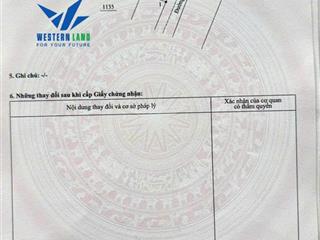 WESTERN LAND
FOR YOUR FUTURE
1135
5. Ghi chú: -/-
6. Những thay đổi sau khi cấp Giấy chứng nhận:
Nội dung thay đổi và cơ sở pháp lý
Xác nhận của cơ quan
có thẩm quyền